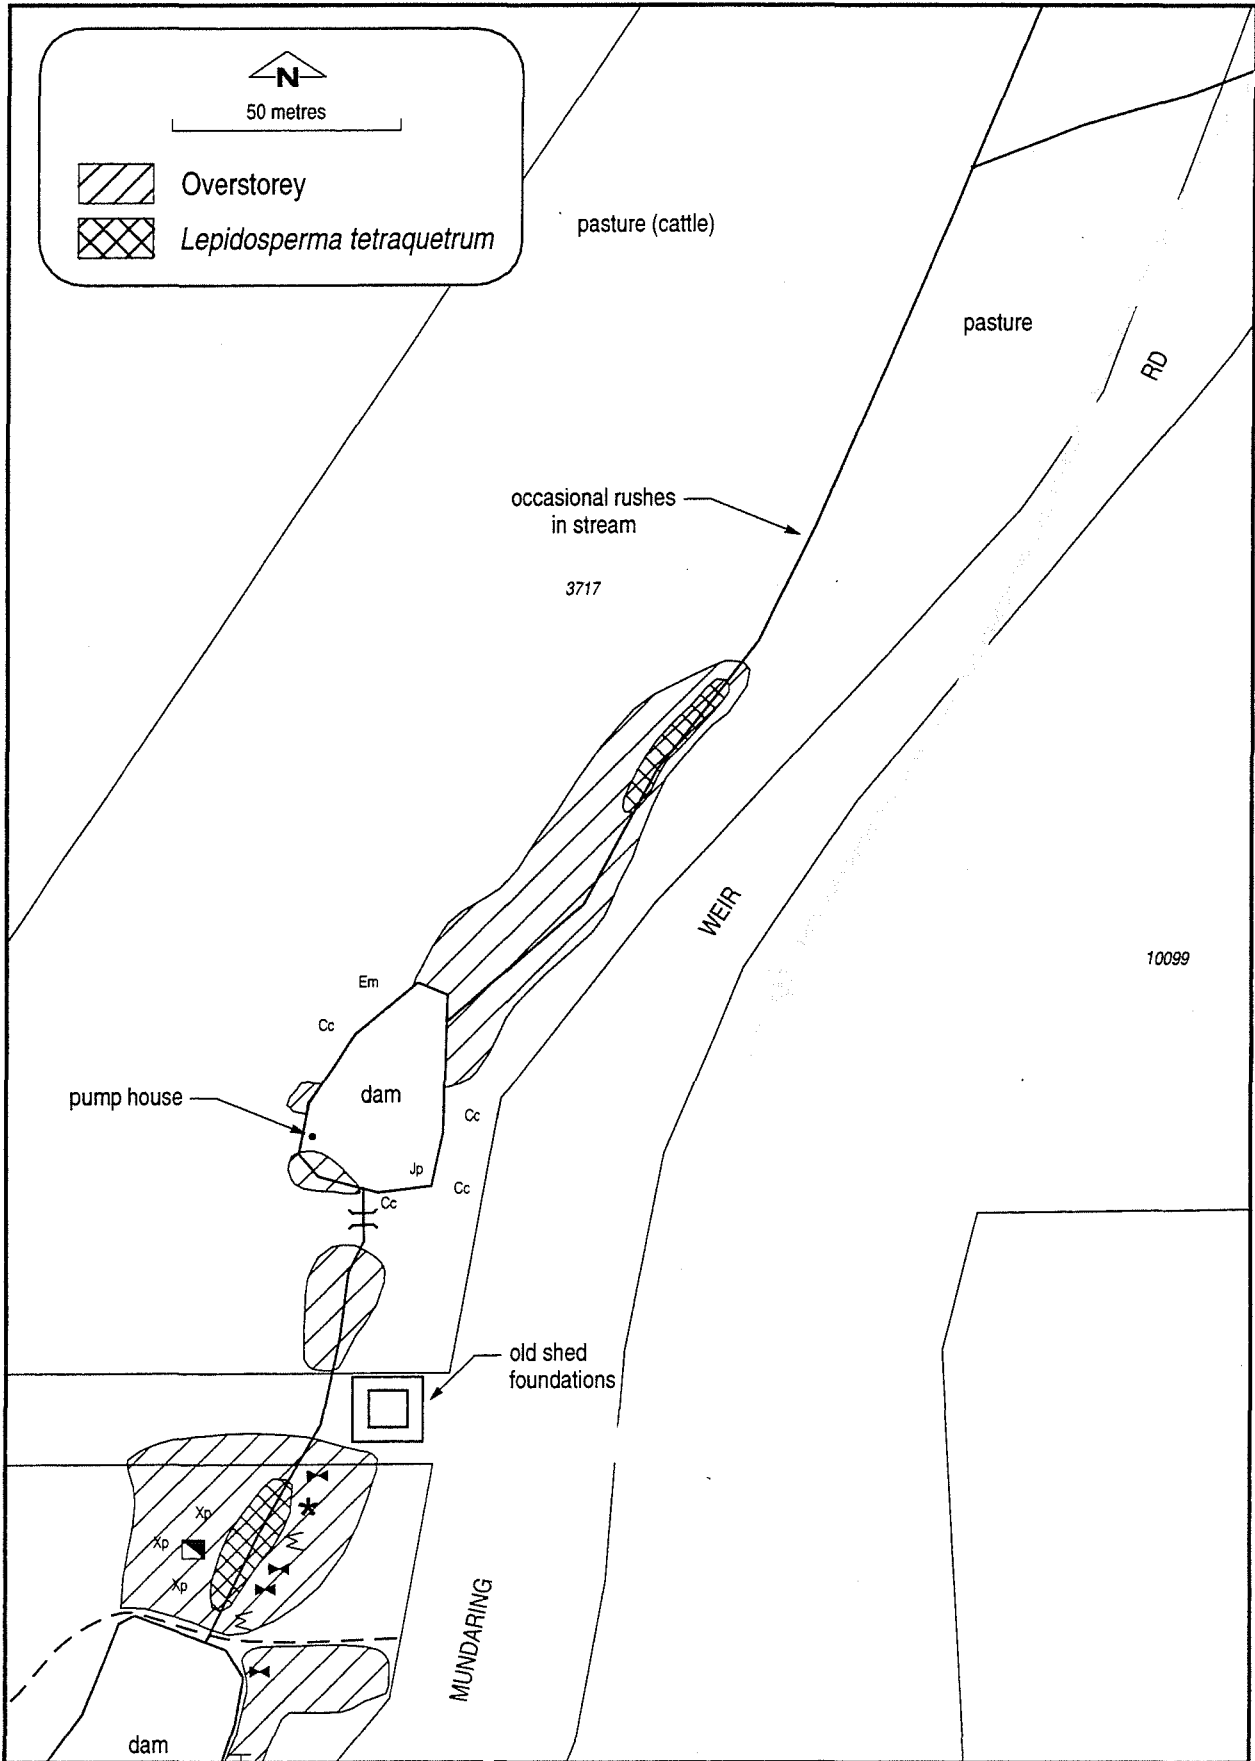 N
50 metres
Overstorey
Lepidosperma tetraquetrum
pasture (cattle)
pasture
RD
occasional rushes
in stream
3717
WEIR
10099
Em
Cc
pump house
dam
Cc
Jp
Cc
Cc
old shed
foundations
Xp
Xp
Xp
MUNDARING
dam